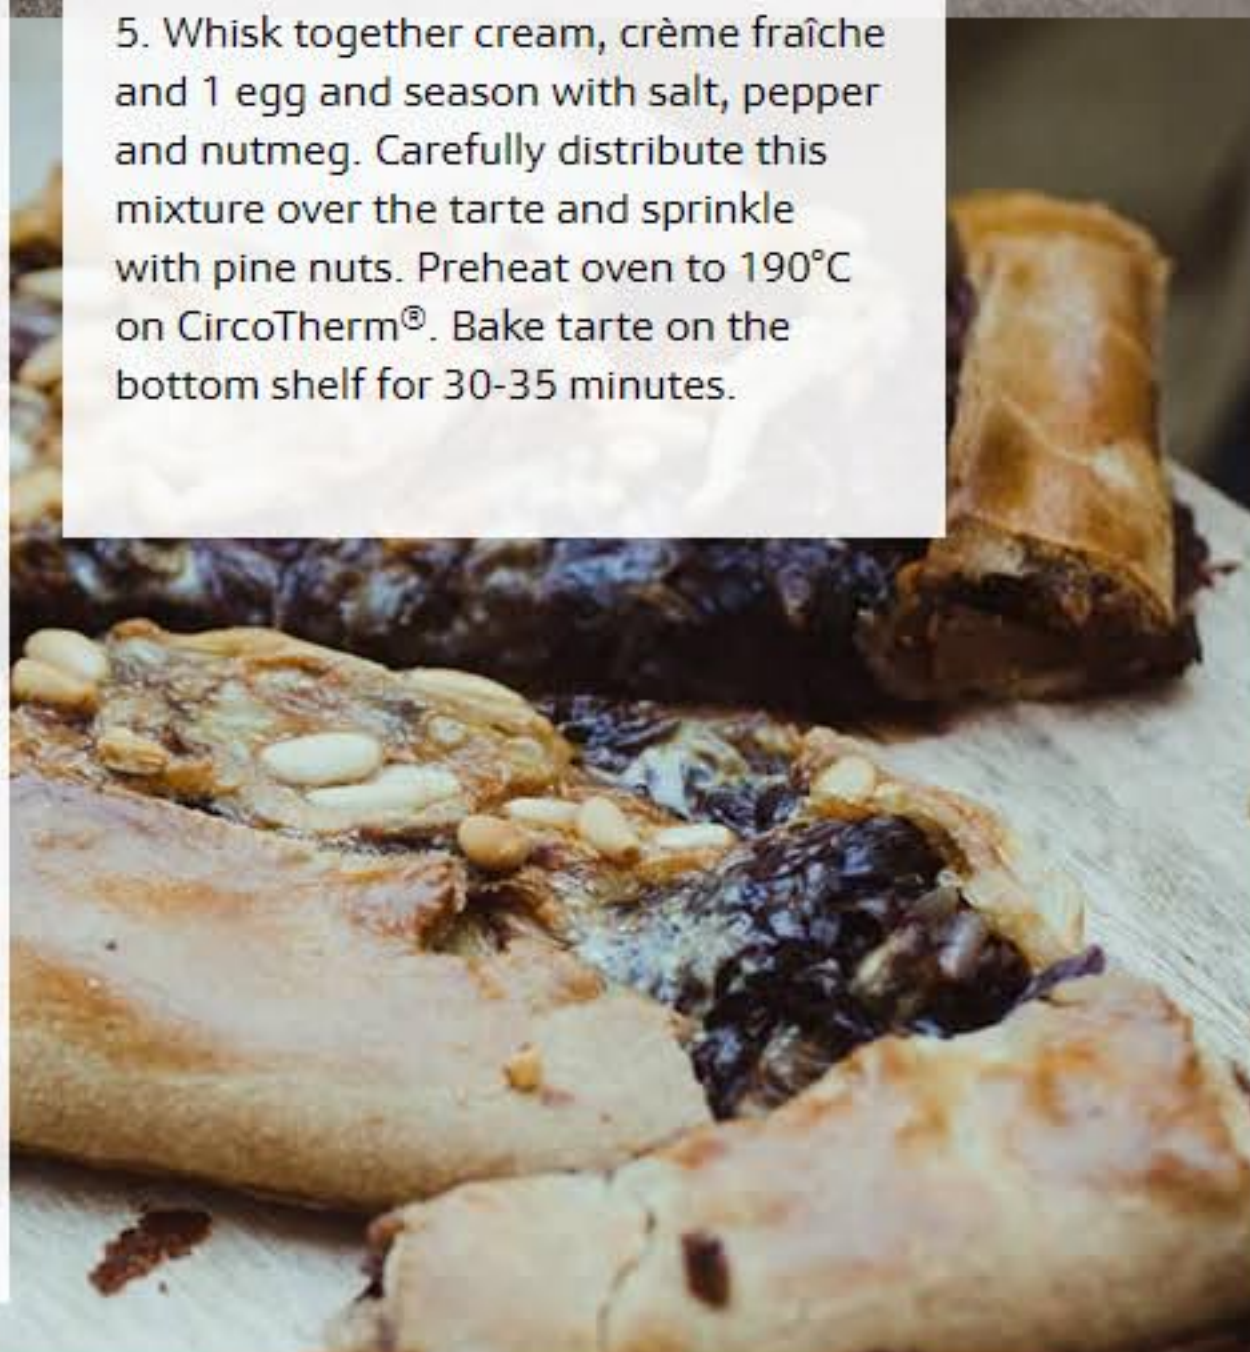 5. Whisk together cream, crème fraîche
and 1 egg and season with salt, pepper
and nutmeg. Carefully distribute this
mixture over the tarte and sprinkle
with pine nuts. Preheat oven to 190°C
on CircoTherm®. Bake tarte on the
bottom shelf for 30-35 minutes.